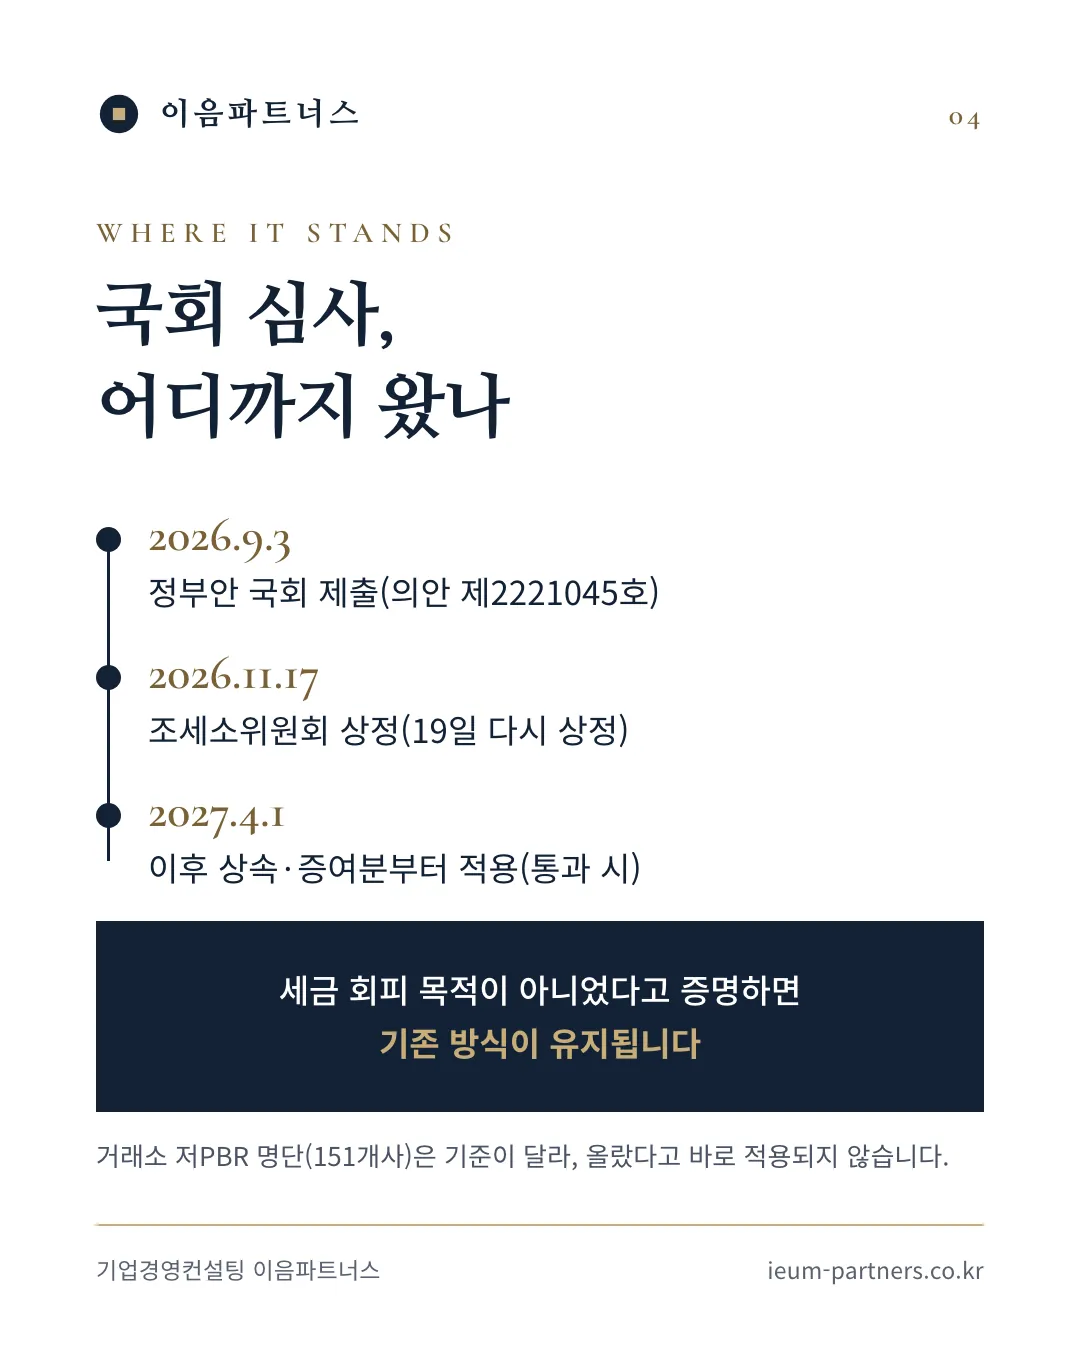 이음파트너스
04
WHERE IT STANDS
국회 심사,
어디까지 왔나
2026.9.3
정부안 국회 제출(의안 제2221045호)
2026.11.17
조세소위원회 상정(19일 다시 상정)
2027.4.1
이후 상속·증여분부터 적용(통과 시)
세금 회피 목적이 아니었다고 증명하면
기존 방식이 유지됩니다
거래소 저PBR 명단(151개사)은 기준이 달라, 올랐다고 바로 적용되지 않습니다.
기업경영컨설팅 이음파트너스
ieum-partners.co.kr